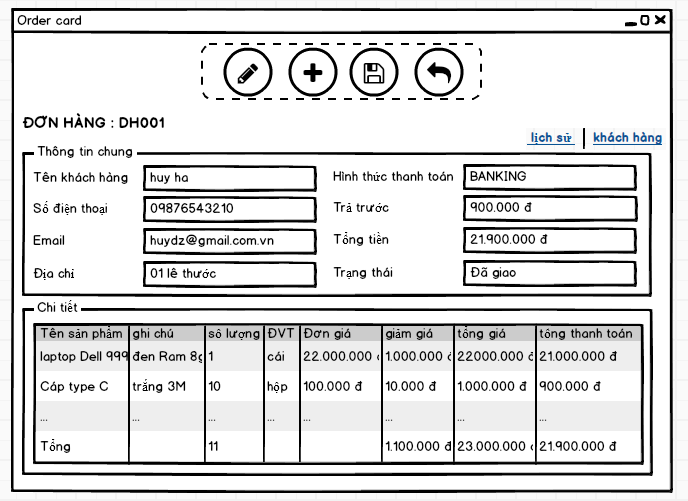 Order card
ĐƠN HÀNG : DH001
lịch sử khách hàng
Thông tin chung
Tên khách hàng huy ha Hình thức thanh toán BANKING
Số điện thoại 09876543210 Trả trước 900.000 đ
Email huydz@gmail.com.vn Tổng tiền 21.900.000 đ
Địa chỉ 01 lê thước Trạng thái Đã giao
Chi tiết
Tên sản phẩm ghi chú số lượng ĐVT Đơn giá giảm giá tổng giá tông thanh toán
laptop Dell 999 đen Ram 8g 1 cái 22.000.000 1.000.000 đ 22000.000 đ 21.000.000 đ
Cáp type C trắng 3M 10 hộp 100.000 đ 10.000 đ 1.000.000 đ 900.000 đ
... ... ... ... ... ... ... ...
Tổng 11 1.100.000 đ 23.000.000 21.900.000 đ